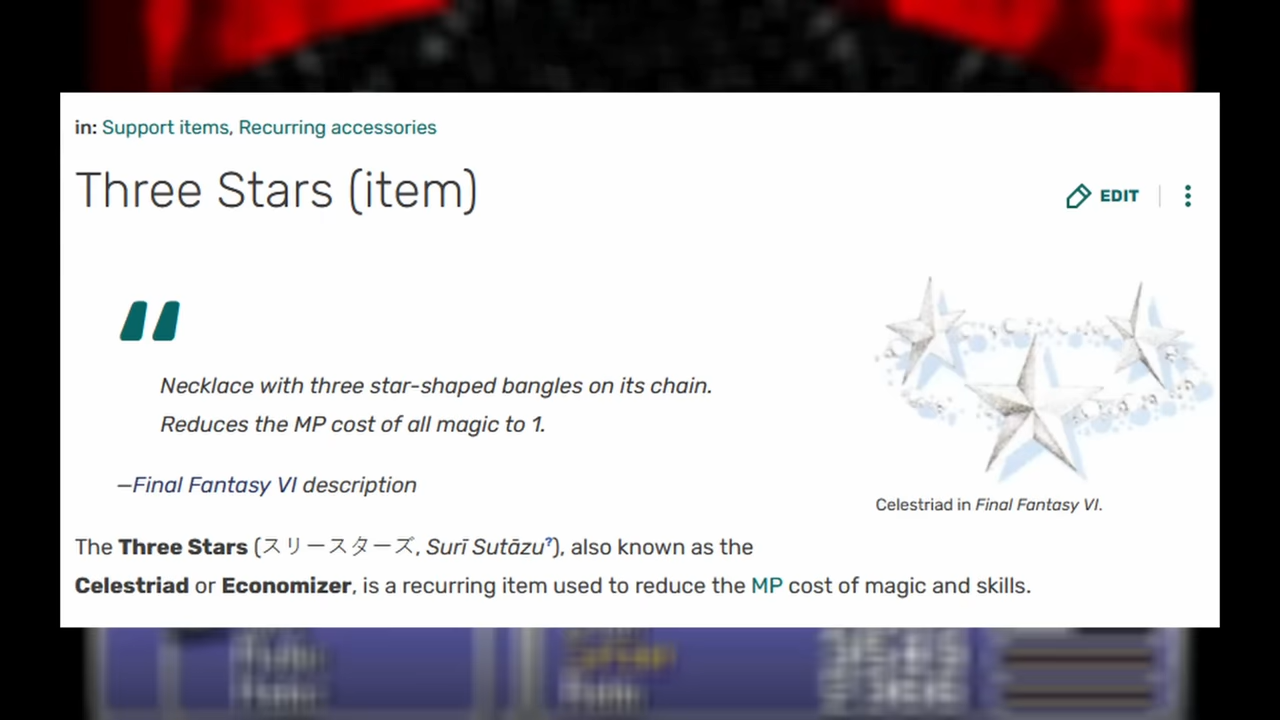 in: Support items, Recurring accessories
Three Stars (item)
EDIT
Necklace with three star-shaped bangles on its chain.
Reduces the MP cost of all magic to 1.
—Final Fantasy VI description
Celestriad in Final Fantasy VI.
The Three Stars (スリースターズ, Surī Sutāzu?), also known as the
Celestriad or Economizer, is a recurring item used to reduce the MP cost of magic and skills.